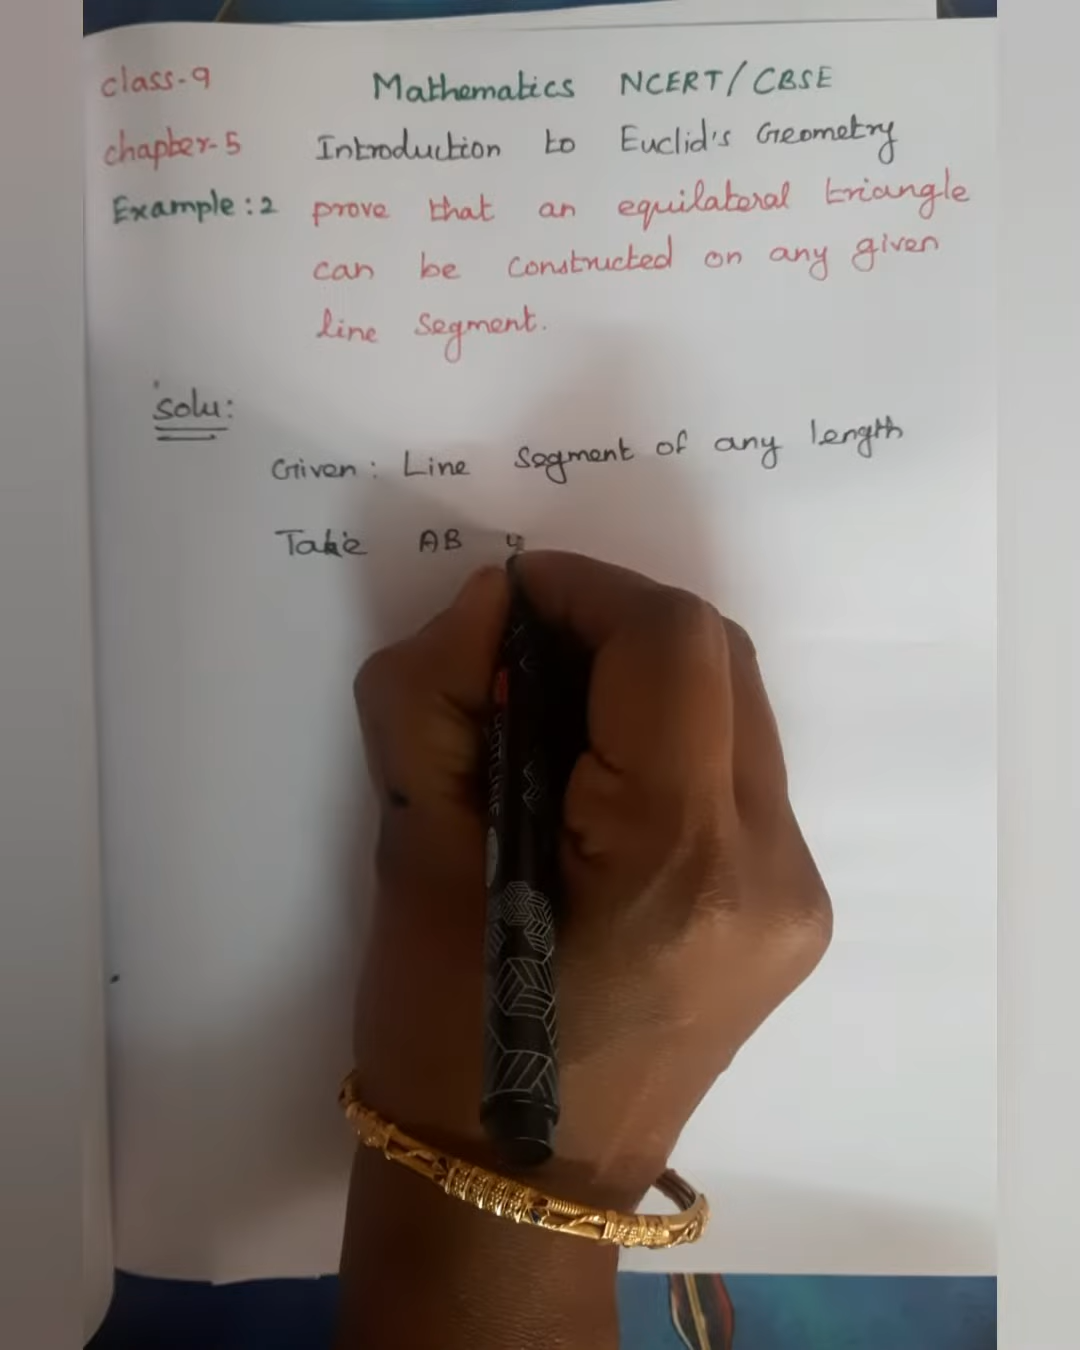 class-9 Mathematics NCERT/CBSE
chapter-5 Introduction to Euclid's Geometry
Example:2 prove that an equilateral triangle
can be constructed on any given
line segment.
Solu:
Given: Line Segment of any length
Take AB
HOTLINE